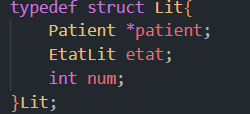 typedef struct Lit{
    Patient *patient;
    EtatLit etat;
    int num;
}Lit;